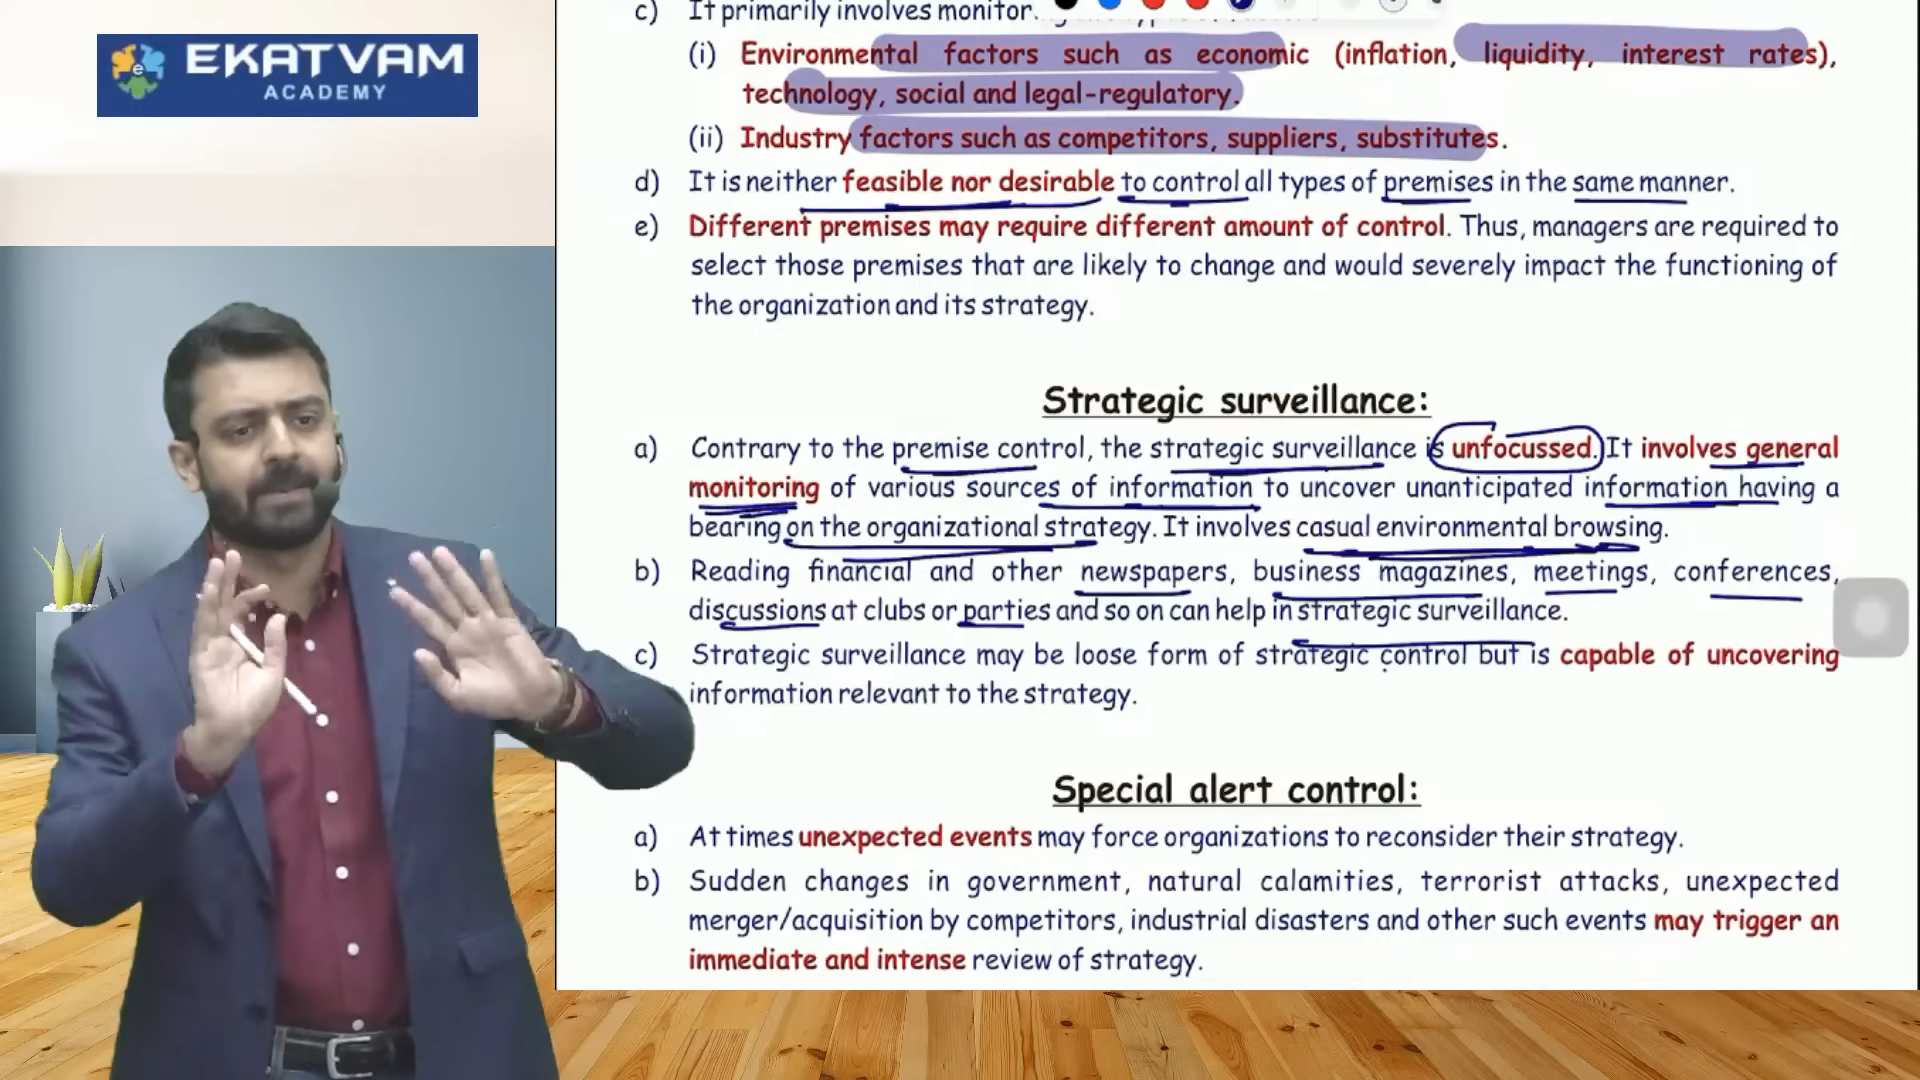 EKATVAM
ACADEMY
c) It primarily involves monitor
(i) Environmental factors such as economic (inflation, liquidity, interest rates),
technology, social and legal-regulatory.
(ii) Industry factors such as competitors, suppliers, substitutes.
d) It is neither feasible nor desirable to control all types of premises in the same manner.
e) Different premises may require different amount of control. Thus, managers are required to
select those premises that are likely to change and would severely impact the functioning of
the organization and its strategy.
Strategic surveillance:
a) Contrary to the premise control, the strategic surveillance is unfocussed. It involves general
monitoring of various sources of information to uncover unanticipated information having a
bearing on the organizational strategy. It involves casual environmental browsing.
b) Reading financial and other newspapers, business magazines, meetings, conferences,
discussions at clubs or parties and so on can help in strategic surveillance.
c) Strategic surveillance may be loose form of strategic control but is capable of uncovering
information relevant to the strategy.
Special alert control:
a) At times unexpected events may force organizations to reconsider their strategy.
b) Sudden changes in government, natural calamities, terrorist attacks, unexpected
merger/acquisition by competitors, industrial disasters and other such events may trigger an
immediate and intense review of strategy.